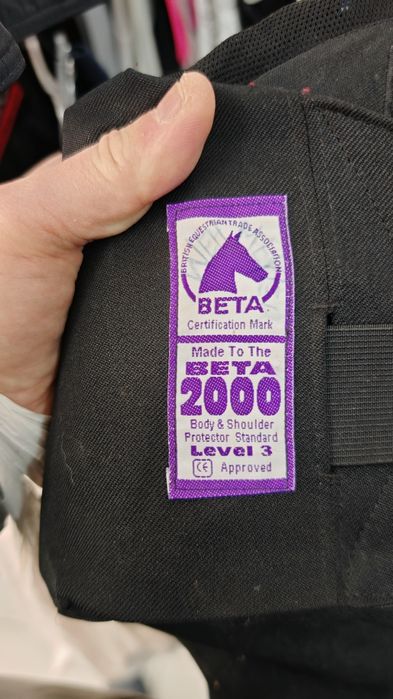 BRITISH EQUESTRIAN TRADE ASSOCIATION
BETA
Certification Mark
Made To The
BETA
2000
Body & Shoulder
Protector Standard
Level 3
CE Approved